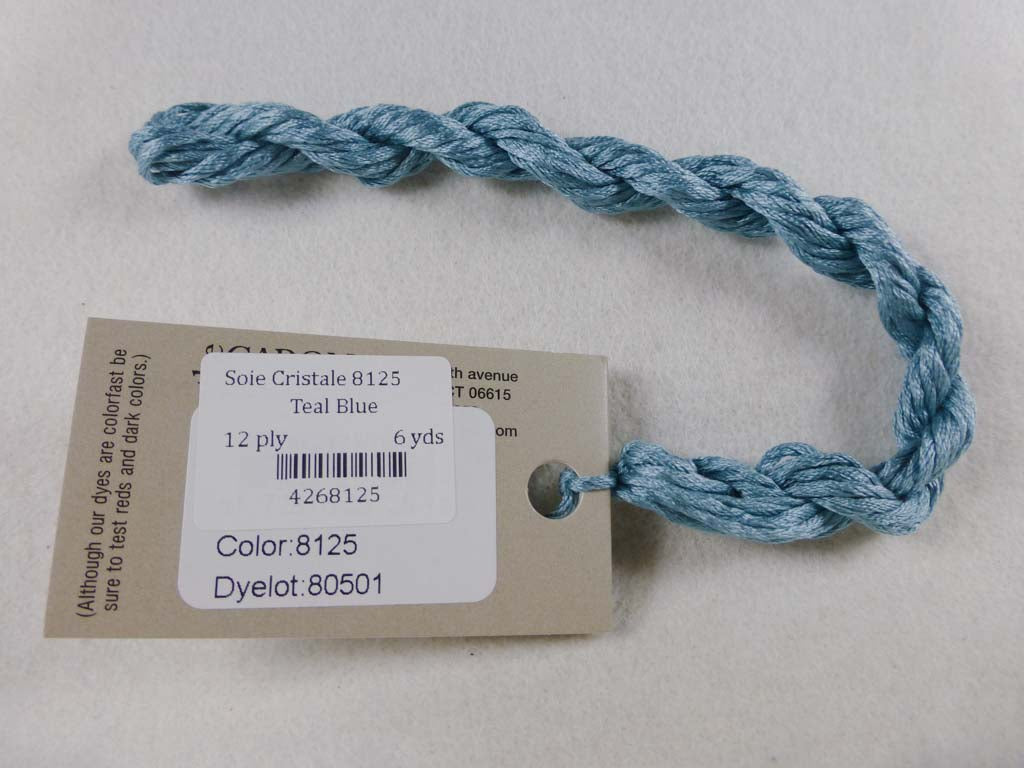 (Although our dyes are colorfast be
sure to test reds and dark colors.)
th avenue
CT 06615
om
Soie Cristale 8125
Teal Blue
12 ply 6 yds
4268125
Color:8125
Dyelot:80501